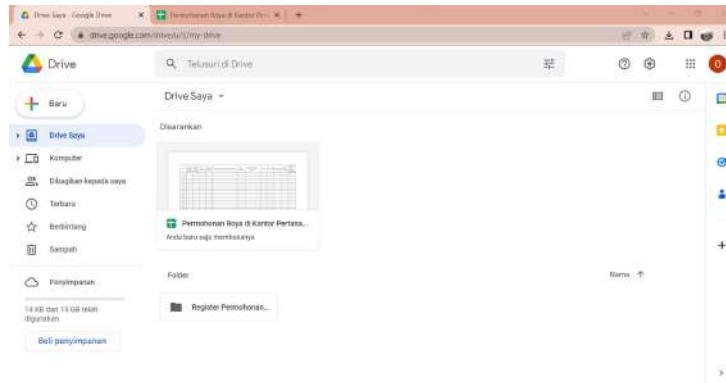 Drive Saya - Google Drive
Permohonan Roya di Kantor Per
drive.google.com/drive/u/3/my-drive
Drive
Telusuri di Drive
Baru
Drive Saya
Disarankan
Drive Saya
Komputer
Dibagikan kepada saya
Terbaru
Berbintang
Sampah
Permohonan Roya di Kantor Pertana...
Anda baru saja membukanya
Penyimpanan
Folder
Nama
14 KB dari 15 GB telah
digunakan
Register Permohonan...
Beli penyimpanan